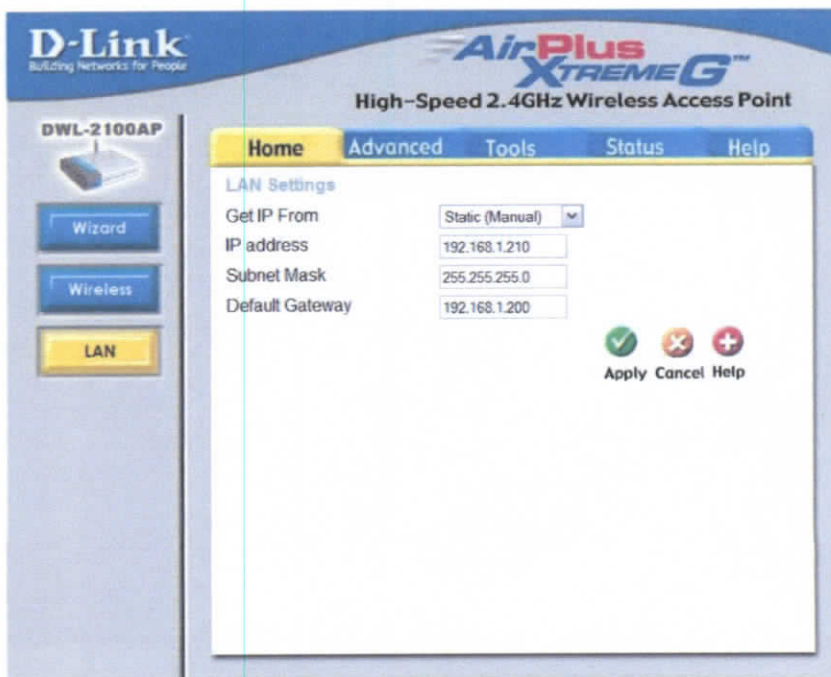 D-Link
Building Networks for People
AirPlus
XTREME G™
High-Speed 2.4GHz Wireless Access Point
DWL-2100AP
Home Advanced Tools Status Help
LAN Settings
Wizard
Wireless
LAN
Get IP From Static (Manual)
IP address 192.168.1.210
Subnet Mask 255.255.255.0
Default Gateway 192.168.1.200
Apply Cancel Help